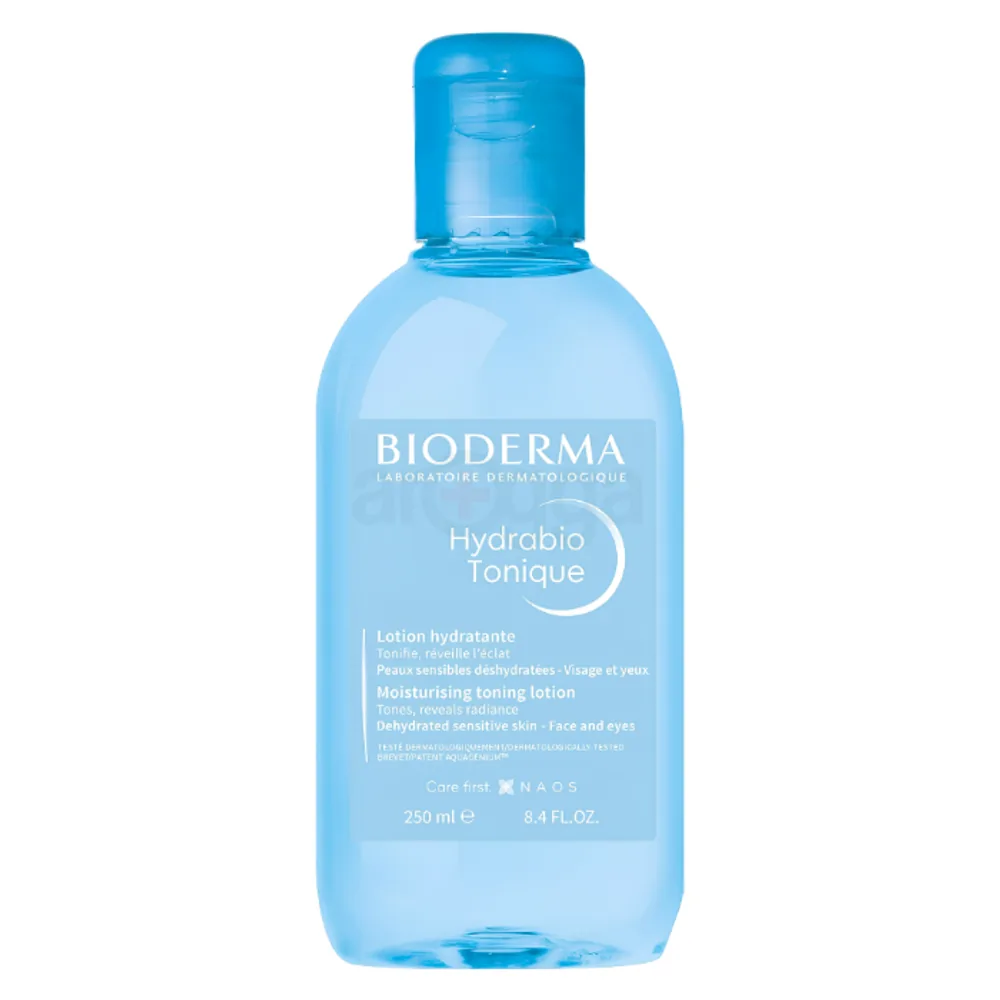 BIODERMA
LABORATOIRE DERMATOLOGIQUE
arogga
Hydrabio
Tonique
Lotion hydratante
Tonifie, réveille l'éclat
Peaux sensibles déshydratées - Visage et yeux
Moisturising toning lotion
Tones, reveals radiance
Dehydrated sensitive skin - Face and eyes
TESTÉ DERMATOLOGIQUEMENT/DERMATOLOGICALLY TESTED
BREVET/PATENT AQUAGENIUM™
Care first. NAOS
250 ml ℮ 8.4 FL.OZ.